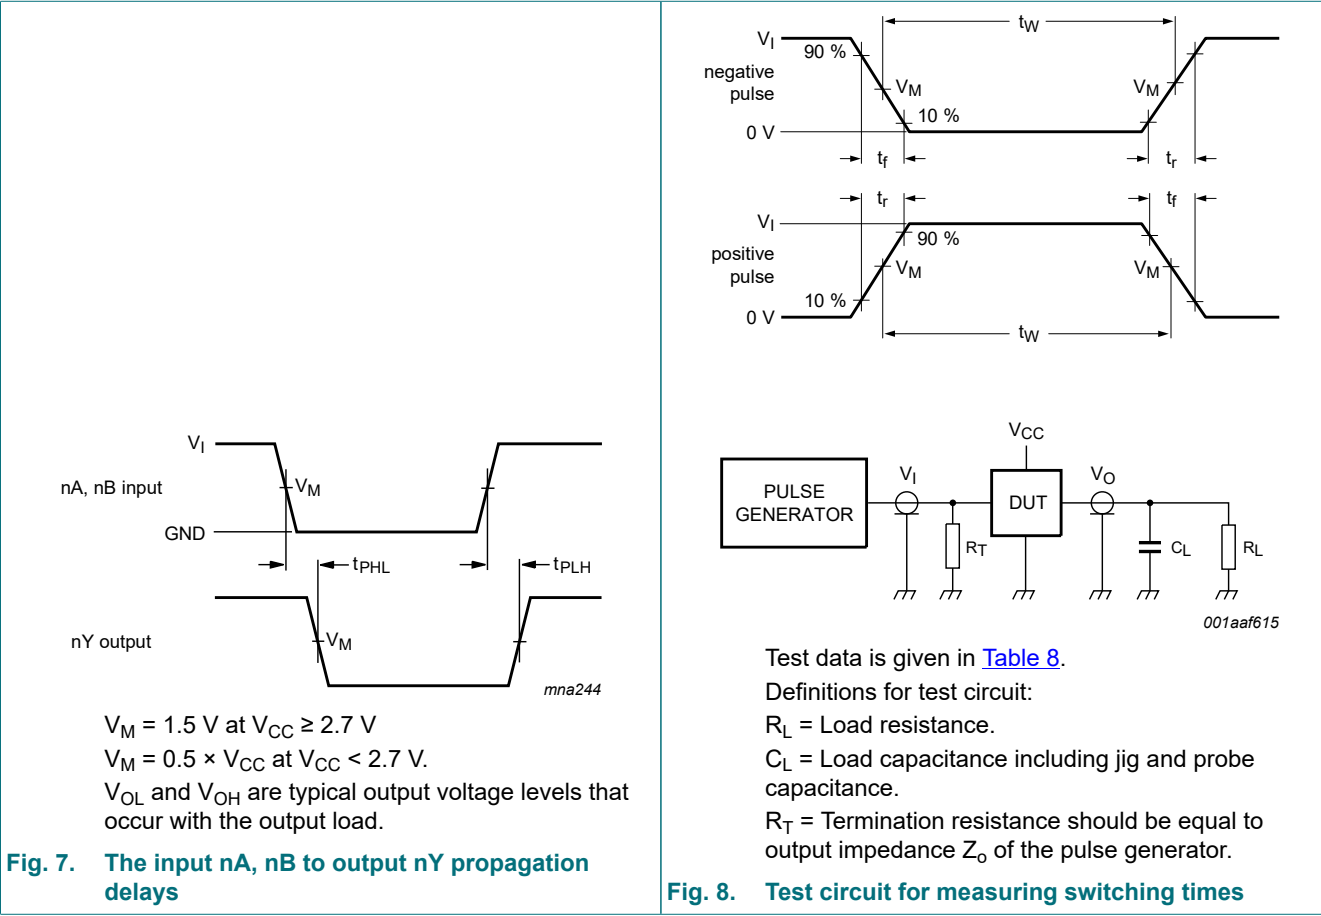 V_I
nA, nB input
V_M
GND
t_PHL
t_PLH
nY output
V_M
mna244
V_M = 1.5 V at V_CC ≥ 2.7 V
V_M = 0.5 × V_CC at V_CC < 2.7 V.
V_OL and V_OH are typical output voltage levels that
occur with the output load.
Fig. 7. The input nA, nB to output nY propagation
delays
t_W
V_I
90 %
negative
pulse
V_M
V_M
10 %
0 V
t_f
t_r
t_r
t_f
V_I
90 %
positive
pulse
V_M
V_M
10 %
0 V
t_W
V_CC
PULSE
GENERATOR
V_I
DUT
V_O
R_T
C_L
R_L
001aaf615
Test data is given in Table 8.
Definitions for test circuit:
R_L = Load resistance.
C_L = Load capacitance including jig and probe
capacitance.
R_T = Termination resistance should be equal to
output impedance Z_o of the pulse generator.
Fig. 8. Test circuit for measuring switching times